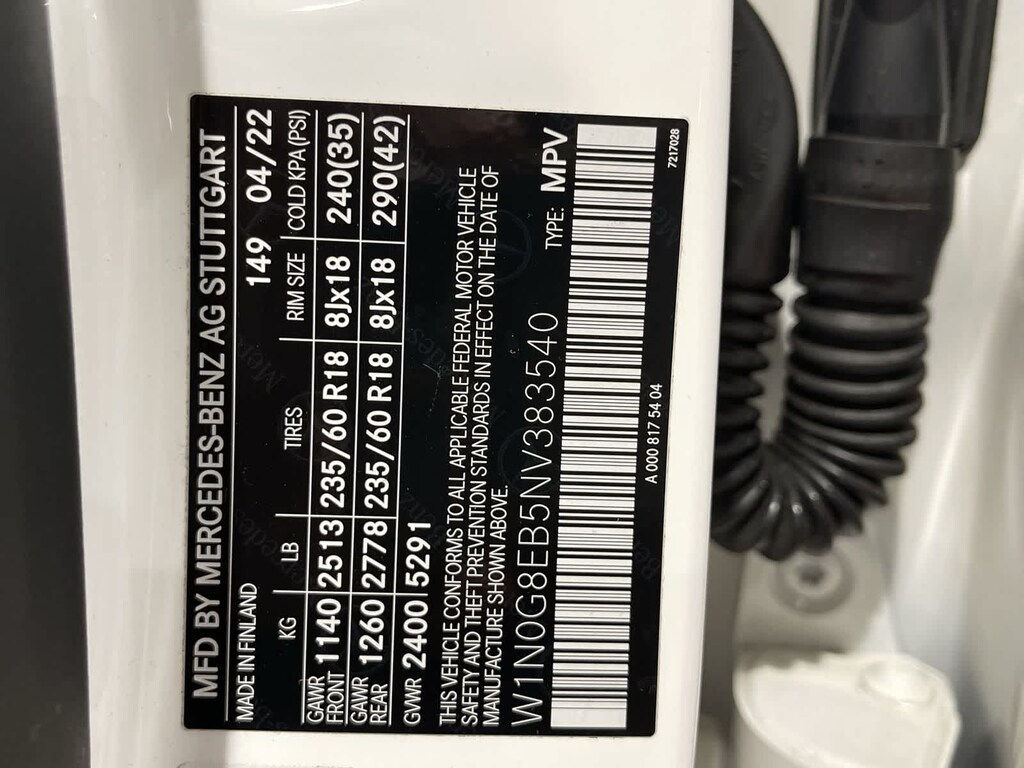 MFD BY MERCEDES-BENZ AG STUTTGART
MADE IN FINLAND 149 04/22
KG LB TIRES RIM SIZE COLD KPA (PSI)
GAWR FRONT 1140 2513 235/60 R18 8Jx18 240(35)
GAWR REAR 1260 2778 235/60 R18 8Jx18 290(42)
GWR 2400 5291
THIS VEHICLE CONFORMS TO ALL APPLICABLE FEDERAL MOTOR VEHICLE
SAFETY AND THEFT PREVENTION STANDARDS IN EFFECT ON THE DATE OF
MANUFACTURE SHOWN ABOVE.
W1N0G8EB5NV383540 TYPE: MPV
A 000 817 54 04 7217028